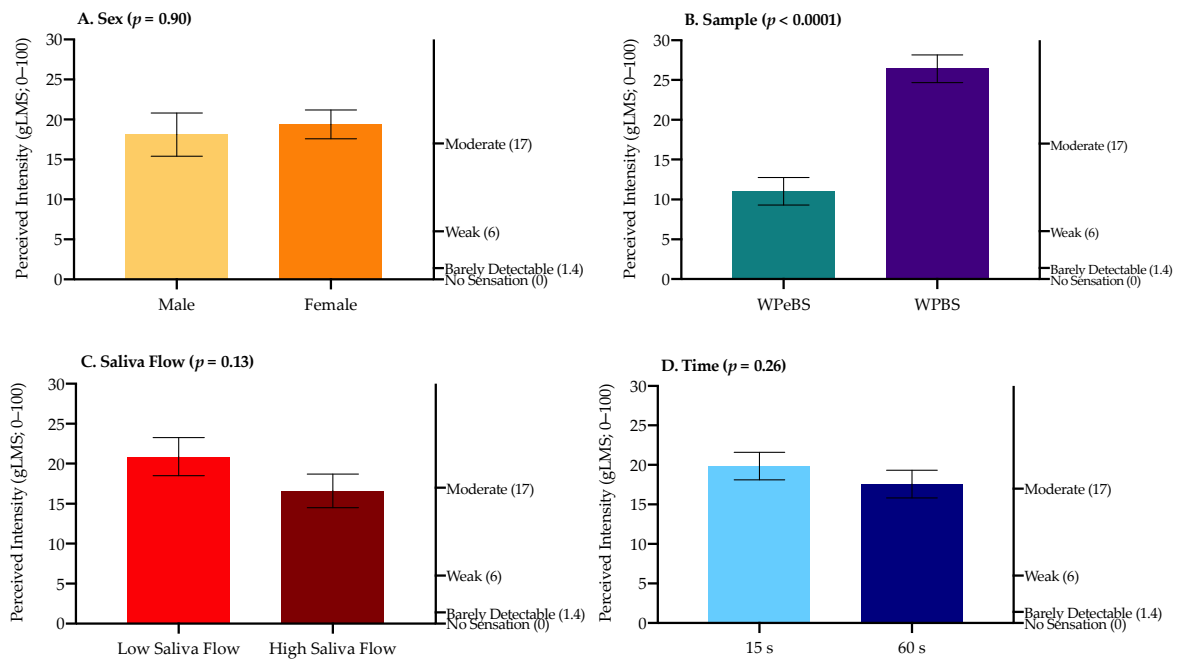 A. Sex (p = 0.90)
Perceived Intensity (gLMS; 0–100)
30
25
20
15
10
5
0
Moderate (17)
Weak (6)
Barely Detectable (1.4)
No Sensation (0)
Male
Female
B. Sample (p < 0.0001)
Perceived Intensity (gLMS; 0–100)
30
25
20
15
10
5
0
Moderate (17)
Weak (6)
Barely Detectable (1.4)
No Sensation (0)
WPeBS
WPBS
C. Saliva Flow (p = 0.13)
Perceived Intensity (gLMS; 0–100)
30
25
20
15
10
5
0
Moderate (17)
Weak (6)
Barely Detectable (1.4)
No Sensation (0)
Low Saliva Flow
High Saliva Flow
D. Time (p = 0.26)
Perceived Intensity (gLMS; 0–100)
30
25
20
15
10
5
0
Moderate (17)
Weak (6)
Barely Detectable (1.4)
No Sensation (0)
15 s
60 s